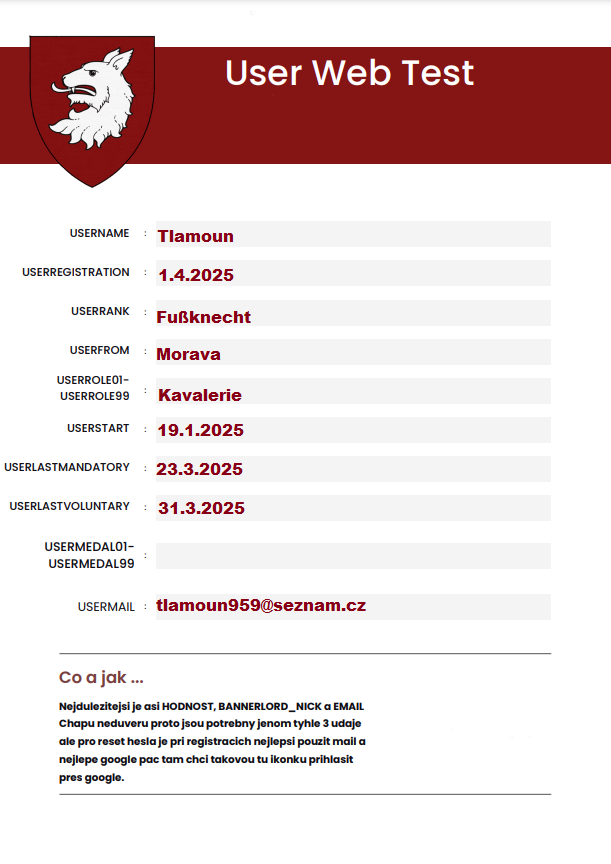 User Web Test
USERNAME : Tlamoun
USERREGISTRATION : 1.4.2025
USERRANK : Fußknecht
USERFROM : Morava
USERROLE01-
USERROLE99 : Kavalerie
USERSTART : 19.1.2025
USERLASTMANDATORY : 23.3.2025
USERLASTVOLUNTARY : 31.3.2025
USERMEDAL01-
USERMEDAL99 :
USERMAIL : tlamoun959@seznam.cz
Co a jak ...
Nejdulezitejsi je asi HODNOST, BANNERLORD_NICK a EMAIL
Chapu neduveru proto jsou potrebny jenom tyhle 3 udaje
ale pro reset hesla je pri registracich nejlepsi pouzit mail a
nejlepe google pac tam chci takovou tu ikonku prihlasit
pres google.